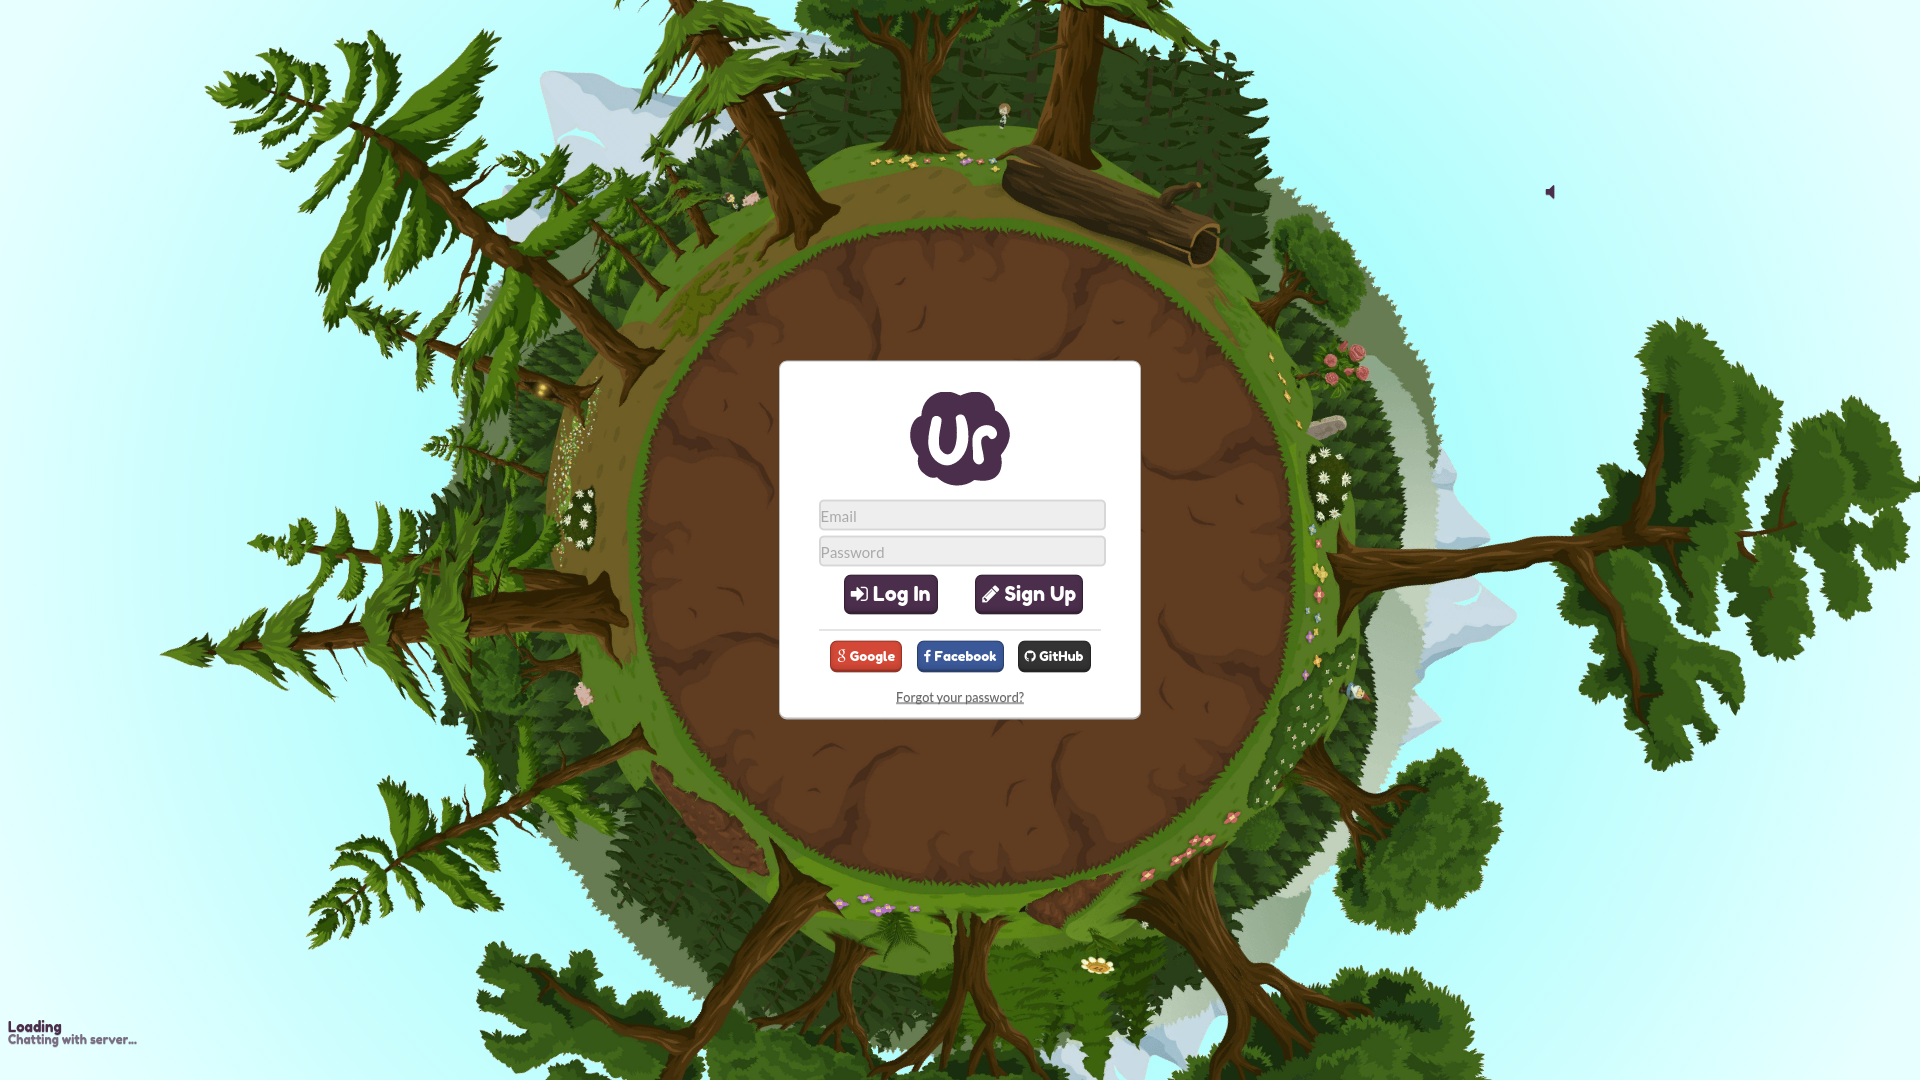 Ur
Email
Password
Log In
Sign Up
Google
Facebook
GitHub
Forgot your password?
Loading
Chatting with server...